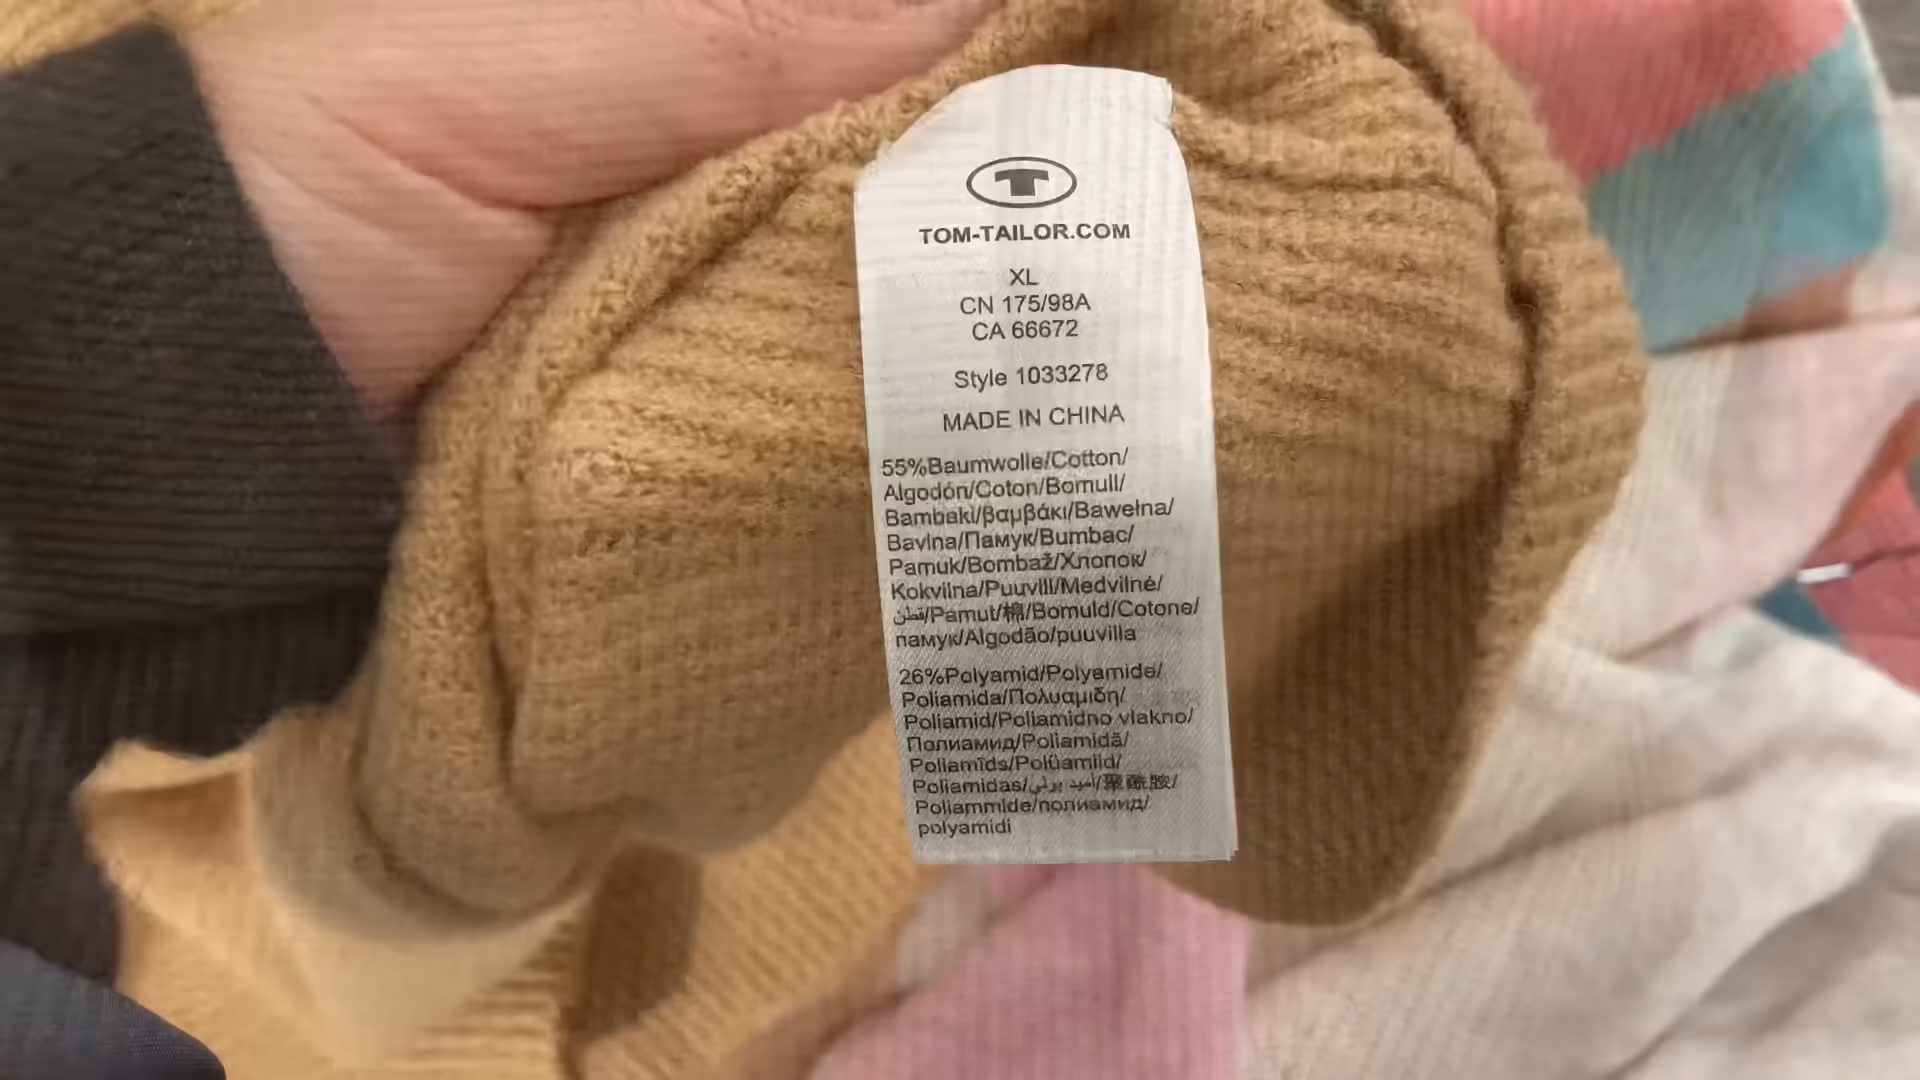 TOM-TAILOR.COM
XL
CN 175/98A
CA 66672
Style 1033278
MADE IN CHINA
55%Baumwolle/Cotton/
Algodón/Coton/Bomull/
Bambaki/βαμβάκι/Bawełna/
Bavlna/Памук/Bumbac/
Pamuk/Bombaž/Хлопок/
Kokvilna/Puuvill/Medvilnė/
قطن/Pamut/棉/Bomuld/Cotone/
памук/Algodão/puuvilla
26%Polyamid/Polyamide/
Poliamida/Πολυαμιδη/
Poliamid/Poliamidno vlakno/
Полиамид/Poliamidă/
Poliamīds/Polüamiid/
Poliamidas/بولي أميد/聚酰胺/
Poliammide/полиамид/
polyamidi